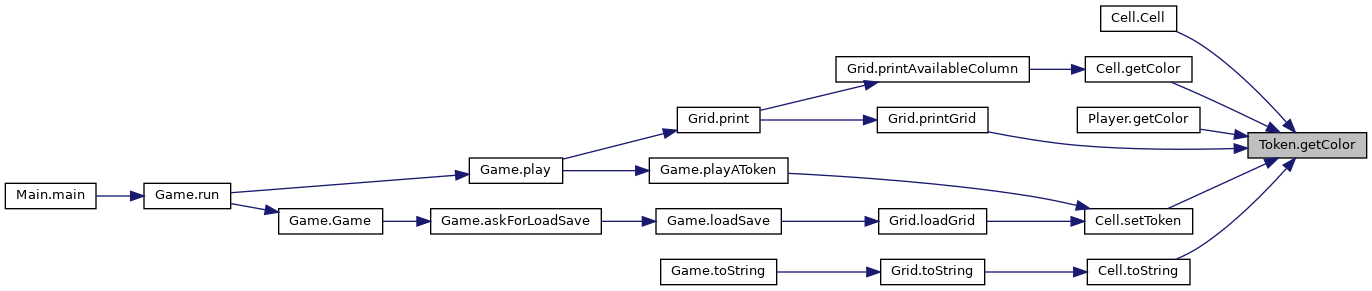 Cell.Cell
Grid.printAvailableColumn
Cell.getColor
Grid.print
Grid.printGrid
Player.getColor
Token.getColor
Game.play
Game.playAToken
Main.main
Game.run
Game.Game
Game.askForLoadSave
Game.loadSave
Grid.loadGrid
Cell.setToken
Game.toString
Grid.toString
Cell.toString